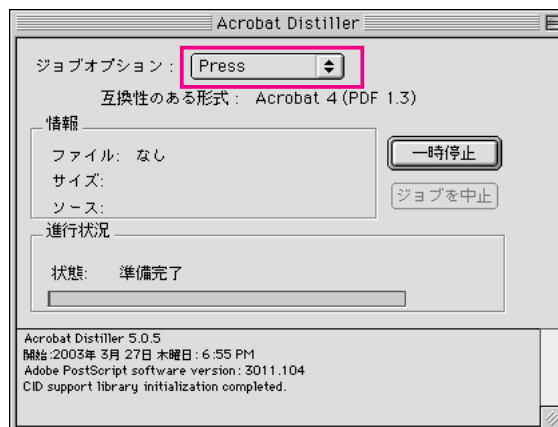 Acrobat Distiller
ジョブオプション： Press
互換性のある形式： Acrobat 4 (PDF 1.3)
情報
ファイル: なし
サイズ:
ソース:
一時停止
ジョブを中止
進行状況
状態: 準備完了
Acrobat Distiller 5.0.5
開始:2003年 3月 27日 木曜日: 6:55 PM
Adobe PostScript software version: 3011.104
CID support library initialization completed.